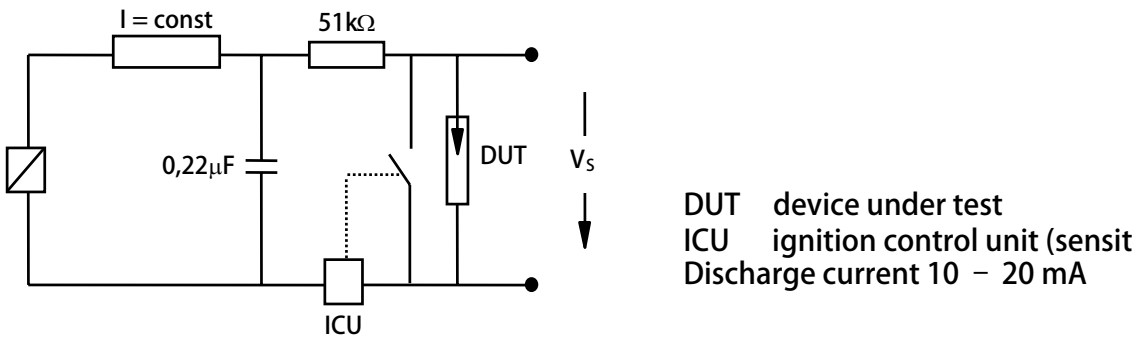 I = const
51kΩ
0,22μF
DUT
Vs
ICU
DUT device under test
ICU ignition control unit (sensit
Discharge current 10 – 20 mA